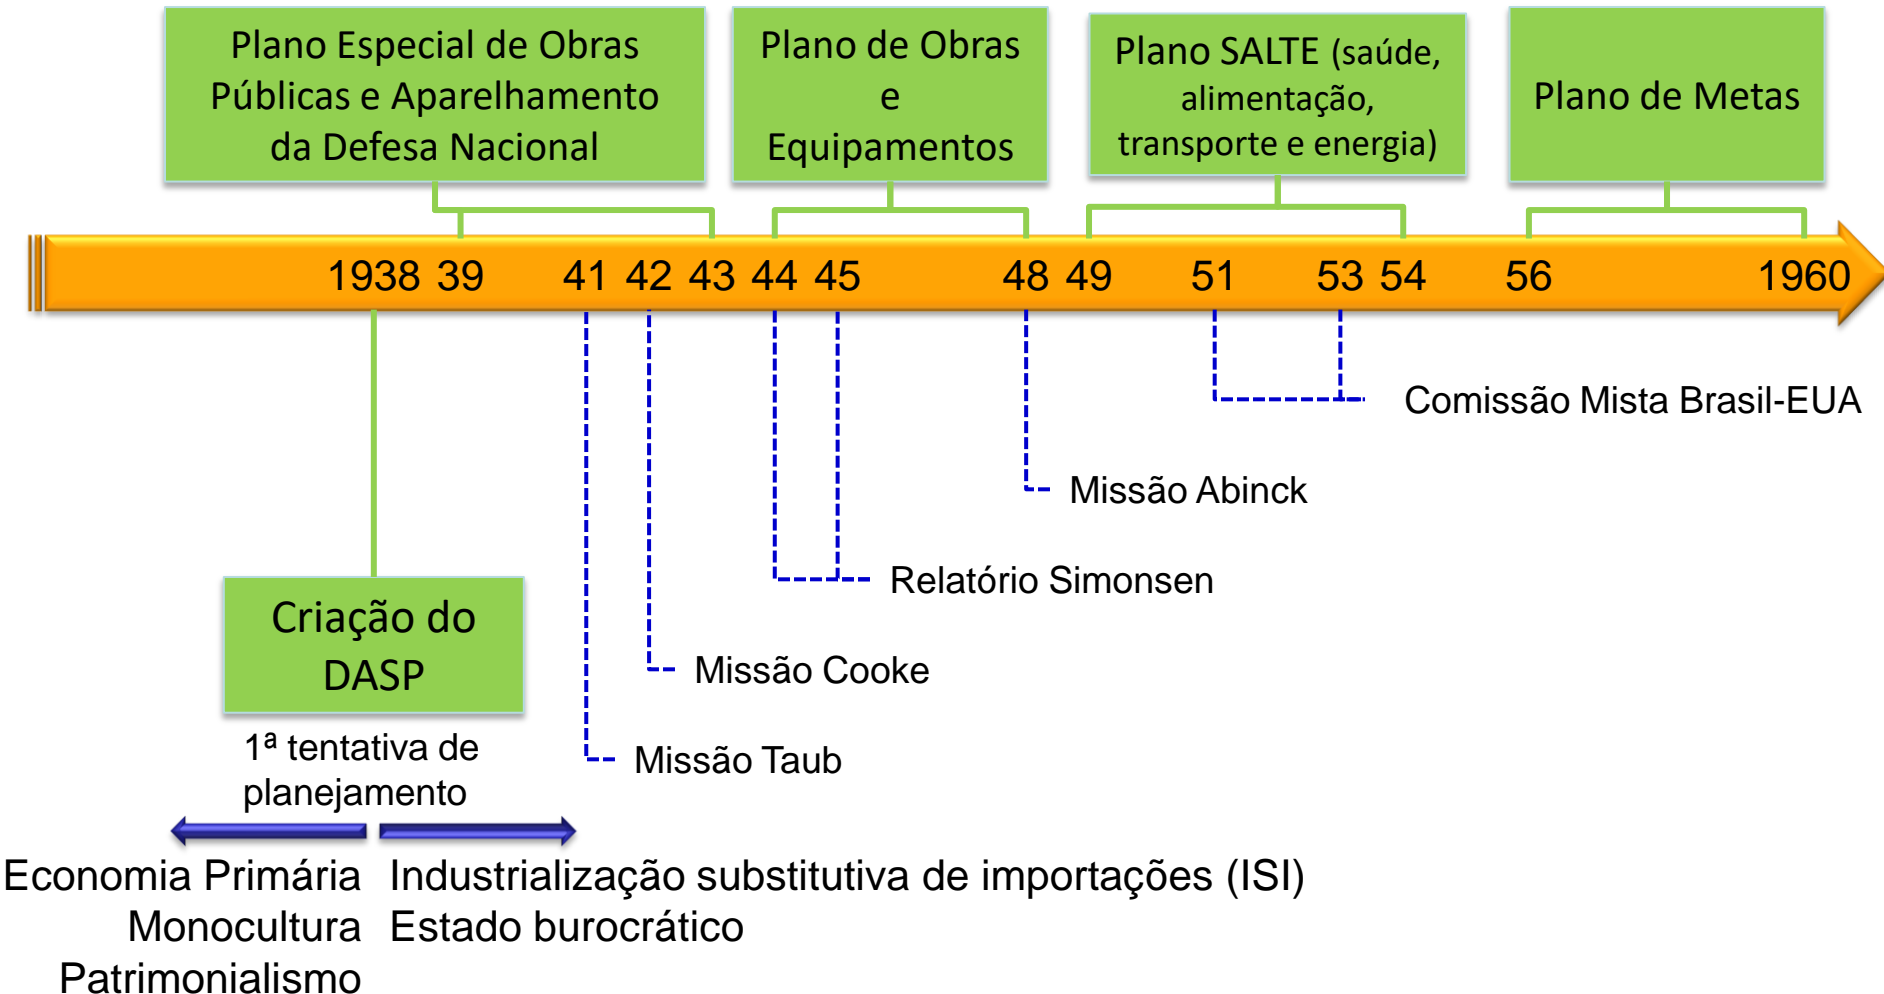 Plano Especial de Obras
Públicas e Aparelhamento
da Defesa Nacional
Plano de Obras
e
Equipamentos
Plano SALTE (saúde,
alimentação,
transporte e energia)
Plano de Metas
1938 39 41 42 43 44 45 48 49 51 53 54 56 1960
Comissão Mista Brasil-EUA
Missão Abinck
Relatório Simonsen
Criação do
DASP
Missão Cooke
1ª tentativa de
planejamento
Missão Taub
Economia Primária
Monocultura
Patrimonialismo
Industrialização substitutiva de importações (ISI)
Estado burocrático